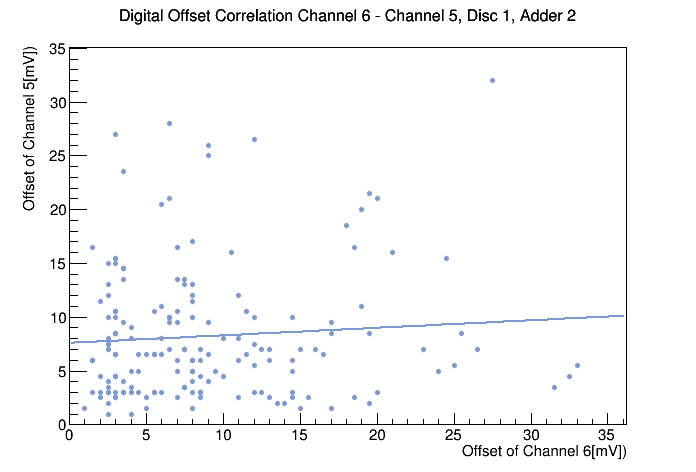 Digital Offset Correlation Channel 6 - Channel 5, Disc 1, Adder 2
Offset of Channel 5[mV])
35
30
25
20
15
10
5
0
0 5 10 15 20 25 30 35
Offset of Channel 6[mV])